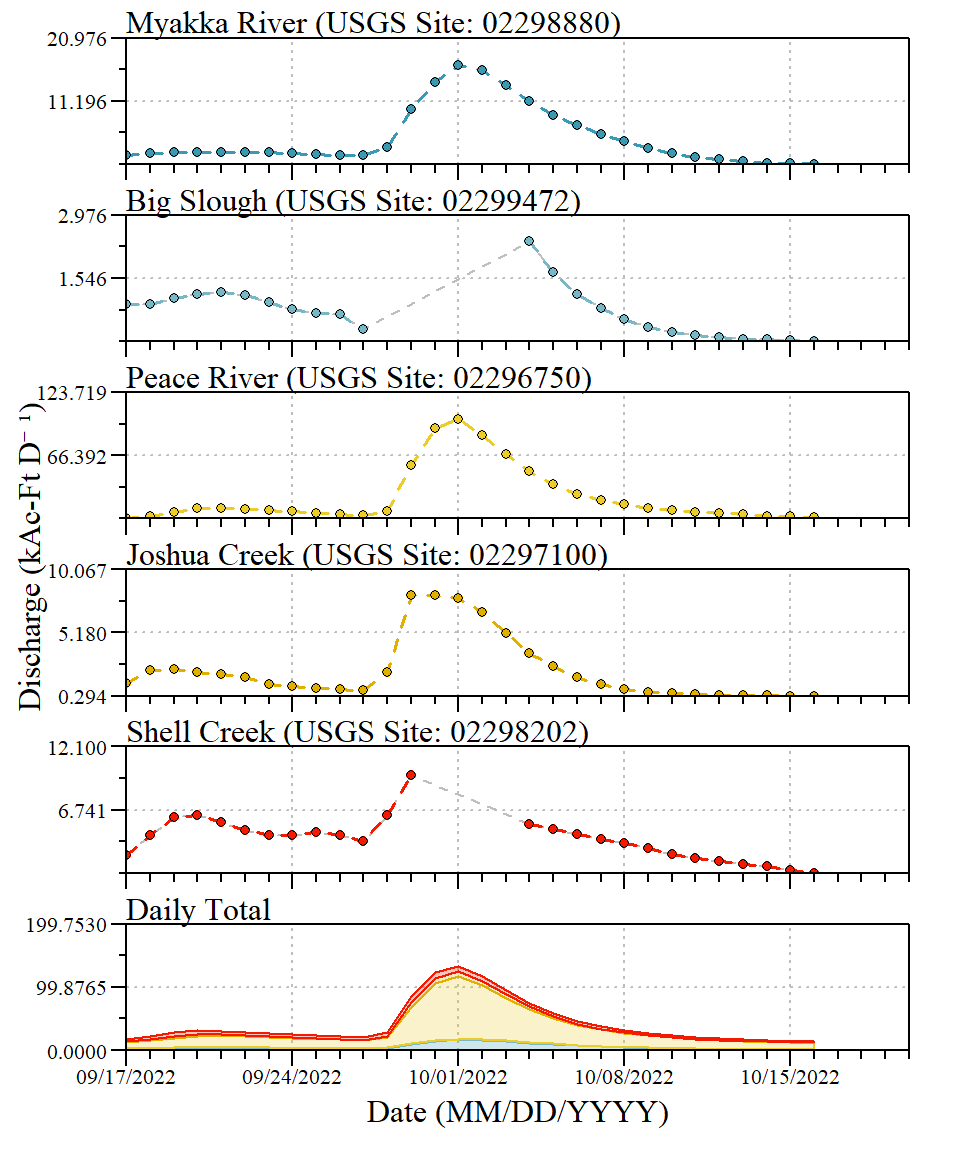 Myakka River (USGS Site: 02298880)
20.976
11.196
Big Slough (USGS Site: 02299472)
2.976
1.546
Peace River (USGS Site: 02296750)
123.719
66.392
Discharge (kAc-Ft D⁻¹)
Joshua Creek (USGS Site: 02297100)
10.067
5.180
0.294
Shell Creek (USGS Site: 02298202)
12.100
6.741
Daily Total
199.7530
99.8765
0.0000
09/17/2022 09/24/2022 10/01/2022 10/08/2022 10/15/2022
Date (MM/DD/YYYY)